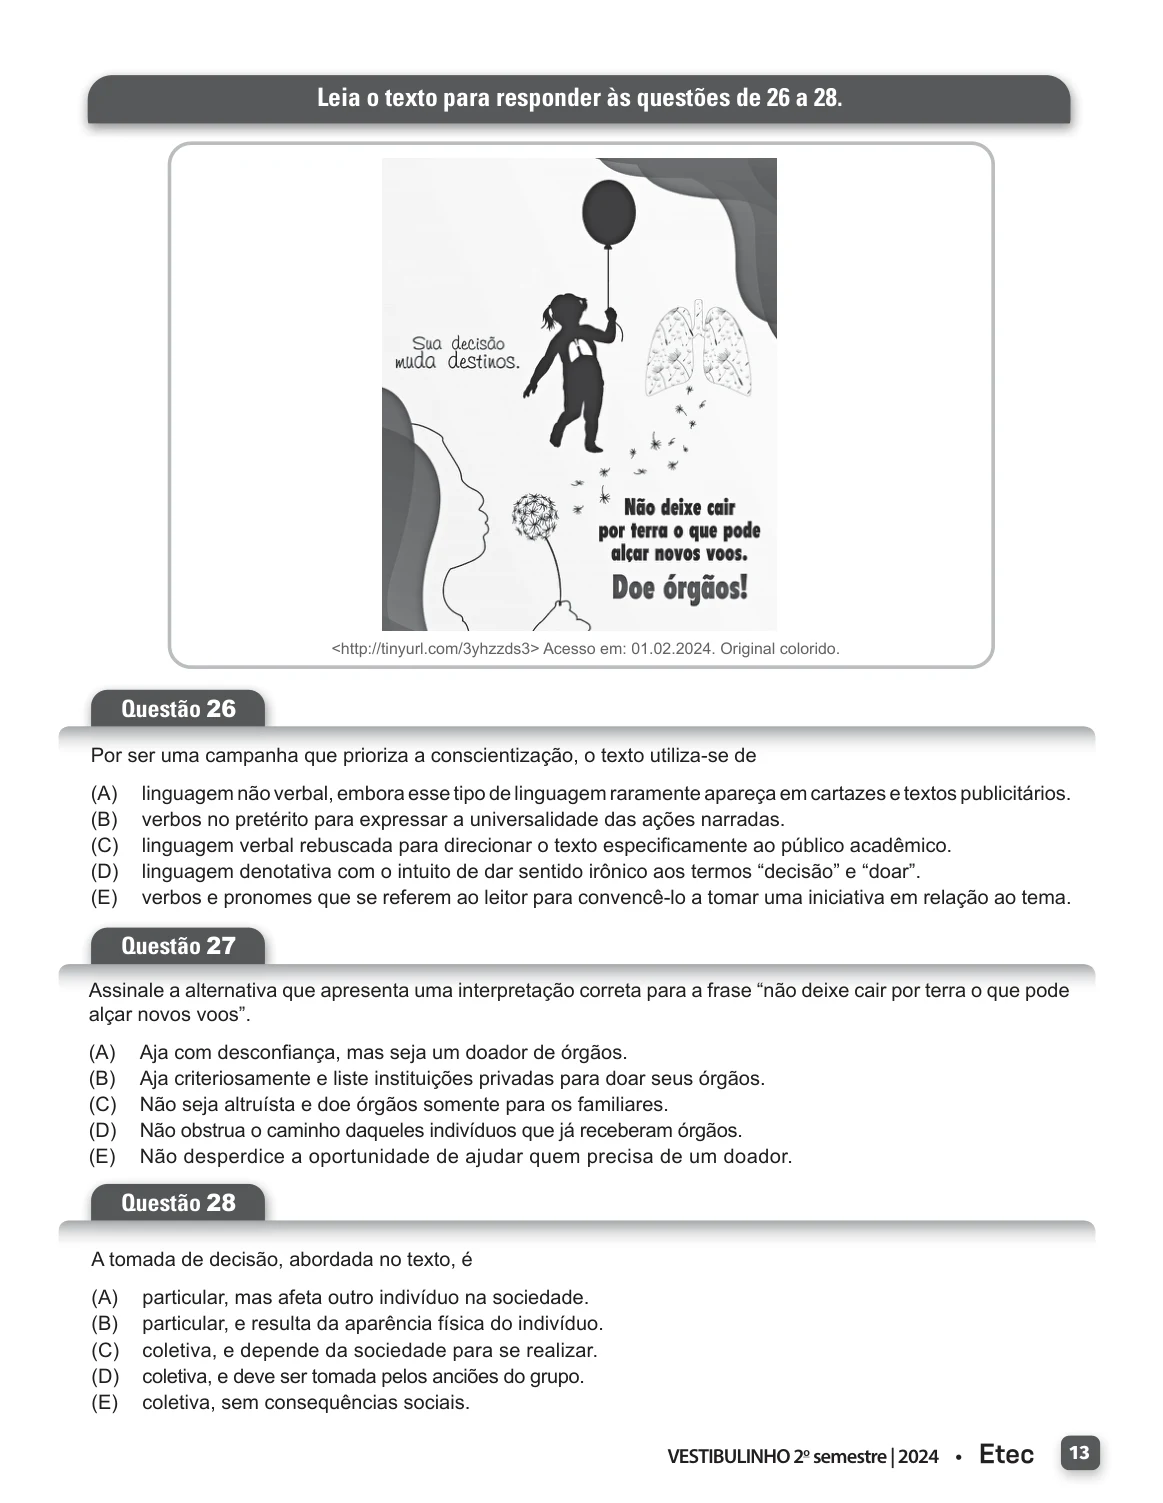 Leia o texto para responder às questões de 26 a 28.
Sua decisão
muda destinos.
Não deixe cair
por terra o que pode
alçar novos voos.
Doe órgãos!
<http://tinyurl.com/3yhzzds3> Acesso em: 01.02.2024. Original colorido.
Questão 26
Por ser uma campanha que prioriza a conscientização, o texto utiliza-se de
(A) linguagem não verbal, embora esse tipo de linguagem raramente apareça em cartazes e textos publicitários.
(B) verbos no pretérito para expressar a universalidade das ações narradas.
(C) linguagem verbal rebuscada para direcionar o texto especificamente ao público acadêmico.
(D) linguagem denotativa com o intuito de dar sentido irônico aos termos “decisão” e “doar”.
(E) verbos e pronomes que se referem ao leitor para convencê-lo a tomar uma iniciativa em relação ao tema.
Questão 27
Assinale a alternativa que apresenta uma interpretação correta para a frase “não deixe cair por terra o que pode
alçar novos voos”.
(A) Aja com desconfiança, mas seja um doador de órgãos.
(B) Aja criteriosamente e liste instituições privadas para doar seus órgãos.
(C) Não seja altruísta e doe órgãos somente para os familiares.
(D) Não obstrua o caminho daqueles indivíduos que já receberam órgãos.
(E) Não desperdice a oportunidade de ajudar quem precisa de um doador.
Questão 28
A tomada de decisão, abordada no texto, é
(A) particular, mas afeta outro indivíduo na sociedade.
(B) particular, e resulta da aparência física do indivíduo.
(C) coletiva, e depende da sociedade para se realizar.
(D) coletiva, e deve ser tomada pelos anciões do grupo.
(E) coletiva, sem consequências sociais.
VESTIBULINHO 2º semestre | 2024 • Etec 13